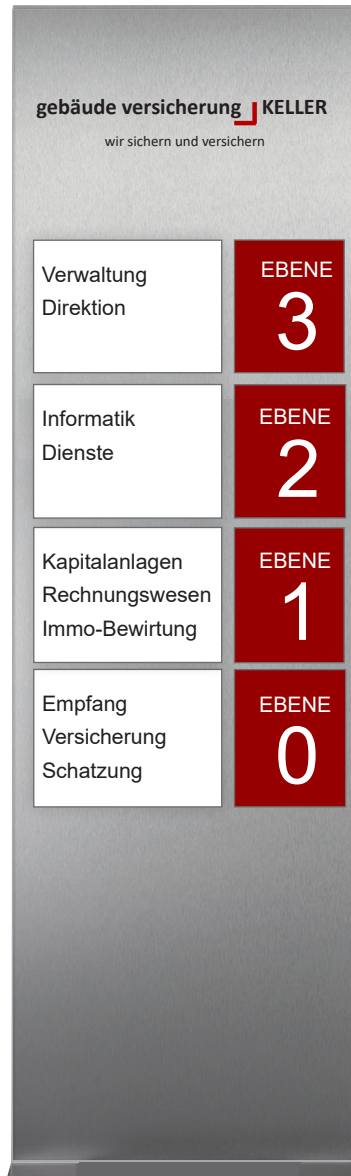 gebäude versicherung KELLER
wir sichern und versichern
Verwaltung
Direktion
EBENE
3
Informatik
Dienste
EBENE
2
Kapitalanlagen
Rechnungswesen
Immo-Bewirtung
EBENE
1
Empfang
Versicherung
Schatzung
EBENE
0